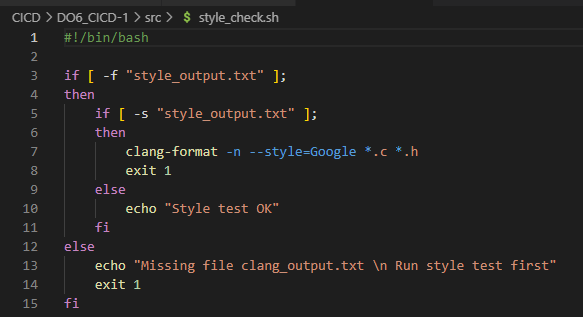 CICD > DO6_CICD-1 > src > $ style_check.sh
1 #!/bin/bash
2
3 if [ -f "style_output.txt" ];
4 then
5     if [ -s "style_output.txt" ];
6     then
7         clang-format -n --style=Google *.c *.h
8         exit 1
9     else
10         echo "Style test OK"
11     fi
12 else
13     echo "Missing file clang_output.txt \n Run style test first"
14     exit 1
15 fi